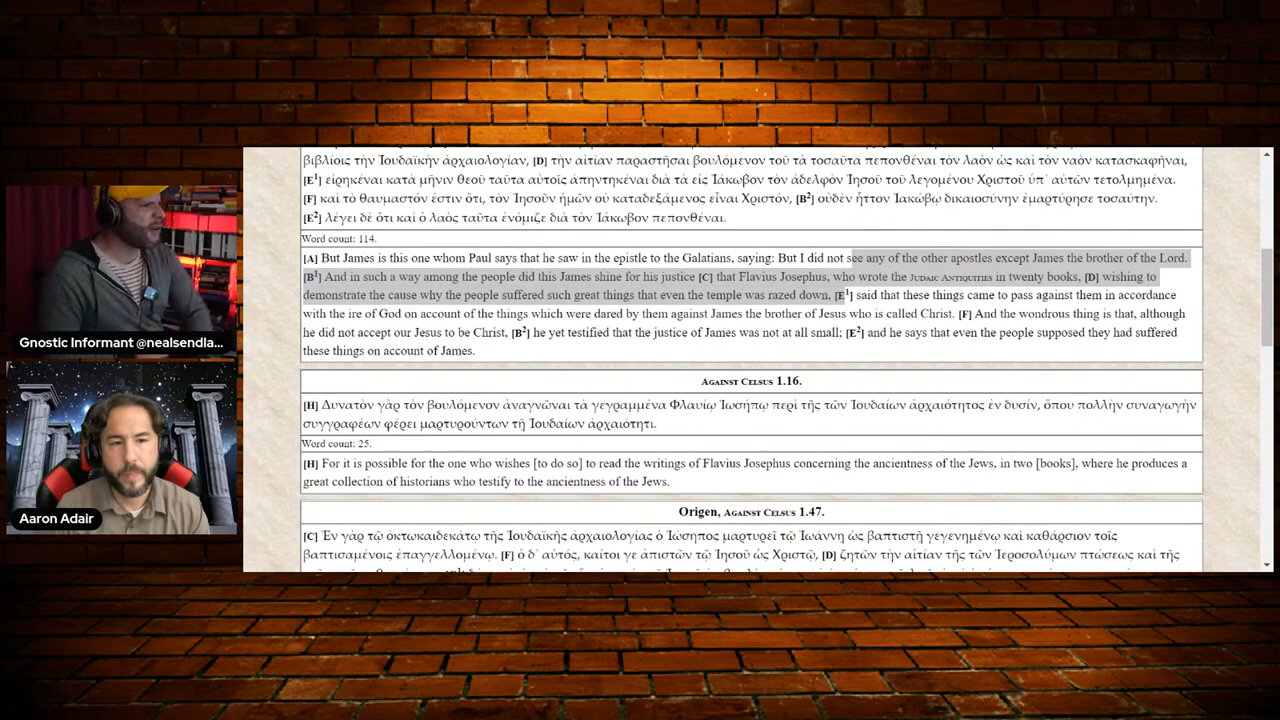 βιβλίοις τὴν Ἰουδαϊκὴν ἀρχαιολογίαν, [D] τὴν αἰτίαν παραστῆσαι βουλόμενον τοῦ τὰ τοσαῦτα πεπονθέναι τὸν λαὸν ὡς καὶ τὸν ναὸν κατασκαφῆναι,
[E¹] εἰρηκέναι κατὰ μῆνιν θεοῦ ταῦτα αὐτοῖς ἀπηντηκέναι διὰ τὰ εἰς Ἰάκωβον τὸν ἀδελφὸν Ἰησοῦ τοῦ λεγομένου Χριστοῦ ὑπ᾽ αὐτῶν τετολμημένα.
[F] καὶ τὸ θαυμαστόν ἐστιν ὅτι, τὸν Ἰησοῦν ἡμῶν οὐ καταδεξάμενος εἶναι Χριστόν, [B²] οὐδὲν ἧττον Ἰακώβῳ δικαιοσύνην ἐμαρτύρησε τοσαύτην.
[E²] λέγει δὲ ὅτι καὶ ὁ λαὸς ταῦτα ἐνόμιζε διὰ τὸν Ἰάκωβον πεπονθέναι.
Word count: 114.
[A] But James is this one whom Paul says that he saw in the epistle to the Galatians, saying: But I did not see any of the other apostles except James the brother of the Lord.
[B¹] And in such a way among the people did this James shine for his justice [C] that Flavius Josephus, who wrote the Judaic Antiquities in twenty books, [D] wishing to
demonstrate the cause why the people suffered such great things that even the temple was razed down, [E¹] said that these things came to pass against them in accordance
with the ire of God on account of the things which were dared by them against James the brother of Jesus who is called Christ. [F] And the wondrous thing is that, although
he did not accept our Jesus to be Christ, [B²] he yet testified that the justice of James was not at all small; [E²] and he says that even the people supposed they had suffered
these things on account of James.
Against Celsus 1.16.
[H] Δυνατὸν γὰρ τὸν βουλόμενον ἀναγνῶναι τὰ γεγραμμένα Φλαυίῳ Ἰωσήπῳ περὶ τῆς τῶν Ἰουδαίων ἀρχαιότητος ἐν δυσίν, ὅπου πολλὴν συναγωγὴν
συγγραφέων φέρει μαρτυρούντων τῇ Ἰουδαίων ἀρχαιότητι.
Word count: 25.
[H] For it is possible for the one who wishes [to do so] to read the writings of Flavius Josephus concerning the ancientness of the Jews, in two [books], where he produces a
great collection of historians who testify to the ancientness of the Jews.
Origen, Against Celsus 1.47.
[C] Ἐν γὰρ τῷ ὀκτωκαιδεκάτῳ τῆς Ἰουδαϊκῆς ἀρχαιολογίας ὁ Ἰώσηπος μαρτυρεῖ τῷ Ἰωάννῃ ὡς βαπτιστῇ γεγενημένῳ καὶ καθάρσιον τοῖς
βαπτισαμένοις ἐπαγγελλομένῳ. [F] ὁ δ᾽ αὐτός, καίτοι γε ἀπιστῶν τῷ Ἰησοῦ ὡς Χριστῷ, [D] ζητῶν τὴν αἰτίαν τῆς τῶν Ἱεροσολύμων πτώσεως καὶ τῆς
Gnostic Informant @nealsendla...
Aaron Adair